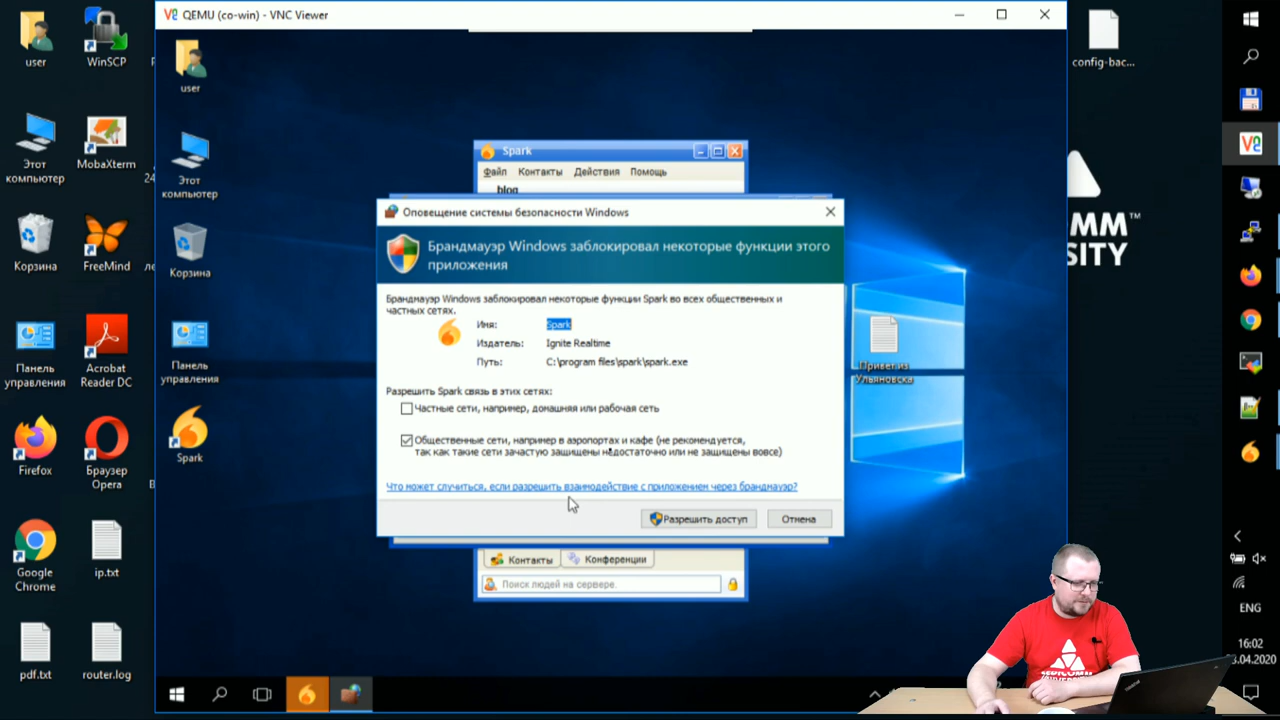 user
WinSCP
Этот
компьютер
MobaXterm
24
Корзина
FreeMind
ле
Панель
управления
Acrobat
Reader DC
Firefox
Браузер
Opera
Google
Chrome
ip.txt
pdf.txt
router.log
QEMU (co-win) - VNC Viewer
user
Этот
компьютер
Корзина
Панель
управления
Spark
Spark
Файл Контакты Действия Помощь
blog
Оповещение системы безопасности Windows
Брандмауэр Windows заблокировал некоторые функции этого
приложения
Брандмауэр Windows заблокировал некоторые функции Spark во всех общественных и
частных сетях.
Имя: Spark
Издатель: Ignite Realtime
Путь: C:\program files\spark\spark.exe
Разрешить Spark связь в этих сетях:
Частные сети, например, домашняя или рабочая сеть
Общественные сети, например в аэропортах и кафе (не рекомендуется,
так как такие сети зачастую защищены недостаточно или не защищены вовсе)
Что может случиться, если разрешить взаимодействие с приложением через брандмауэр?
Разрешить доступ Отмена
Контакты Конференции
Поиск людей на сервере.
Привет из
Ульяновска
config-bac...
MM™
SITY
ENG
16:02
.04.2020